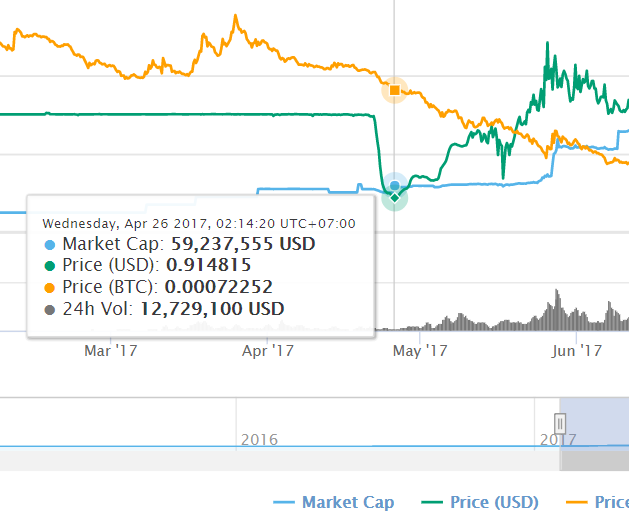 Wednesday, Apr 26 2017, 02:14:20 UTC+07:00
● Market Cap: 59,237,555 USD
● Price (USD): 0.914815
● Price (BTC): 0.00072252
● 24h Vol: 12,729,100 USD
Mar '17 Apr '17 May '17 Jun '17
2016 2017
Market Cap Price (USD) Price